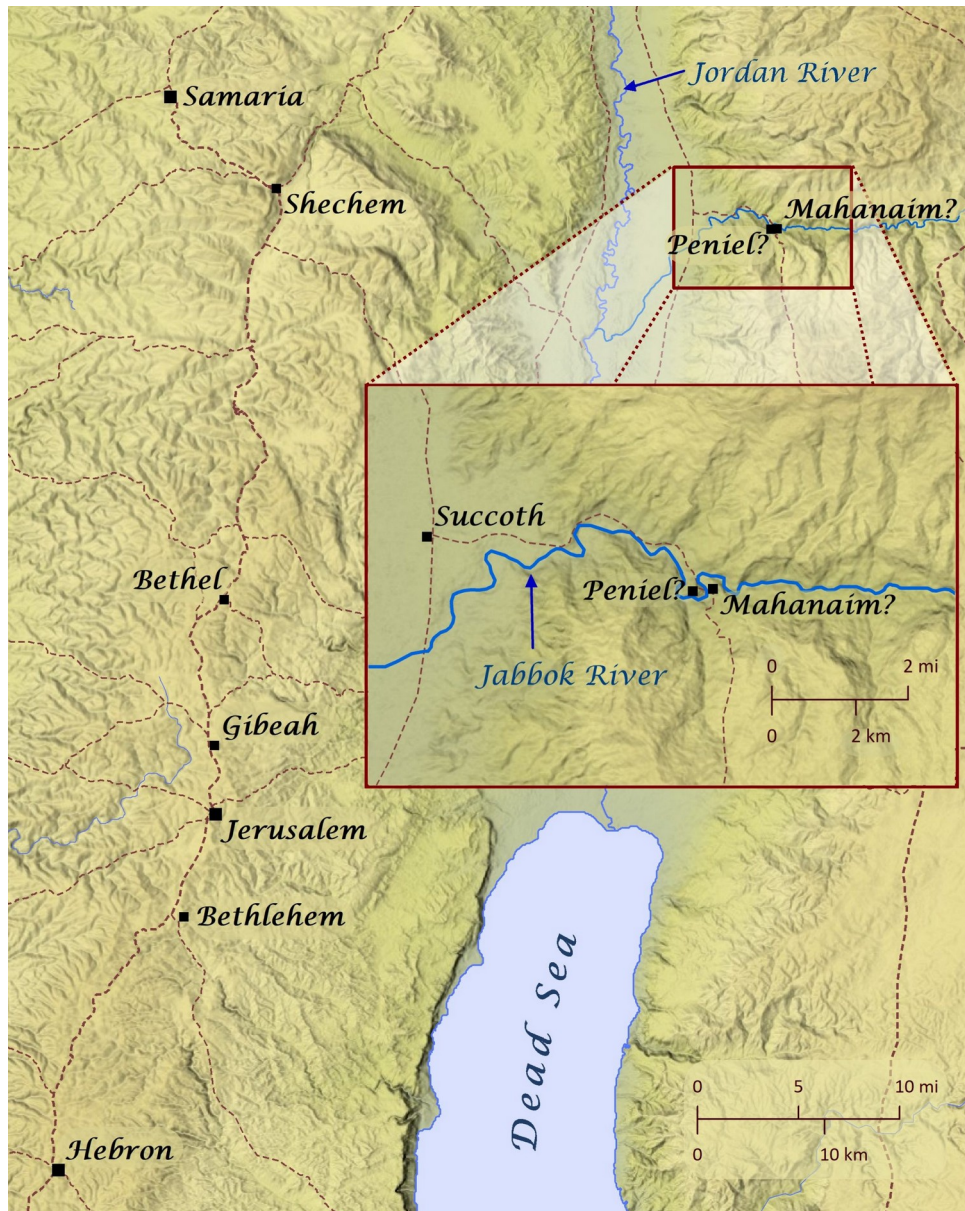 Jordan River
Samaria
Shechem
Mahanaim?
Peniel?
Succoth
Bethel
Peniel?
Mahanaim?
Jabbok River
0 2 mi
0 2 km
Gibeah
Jerusalem
Bethlehem
Dead Sea
0 5 10 mi
0 10 km
Hebron